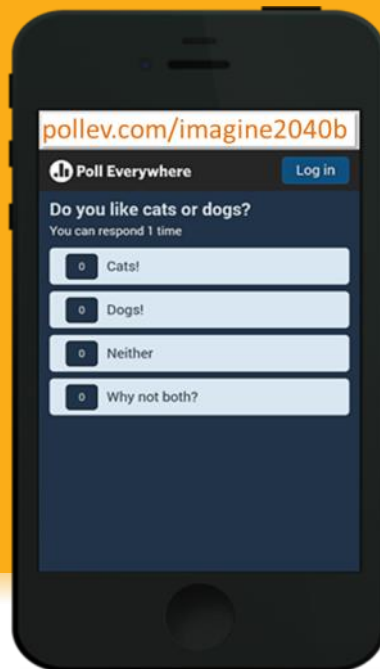 pollev.com/imagine2040b
Poll Everywhere
Log in
Do you like cats or dogs?
You can respond 1 time
0 Cats!
0 Dogs!
0 Neither
0 Why not both?